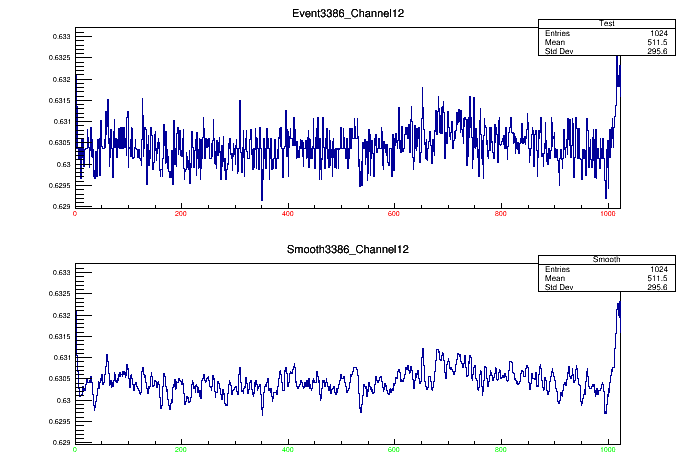 Event3386_Channel12
Test
Entries 1024
Mean 511.5
Std Dev 295.6
0.633
0.6325
0.632
0.6315
0.631
0.6305
0.63
0.6295
0.629
0 200 400 600 800 1000
Smooth3386_Channel12
Smooth
Entries 1024
Mean 511.5
Std Dev 295.6
0.633
0.6325
0.632
0.6315
0.631
0.6305
0.63
0.6295
0.629
0 200 400 600 800 1000